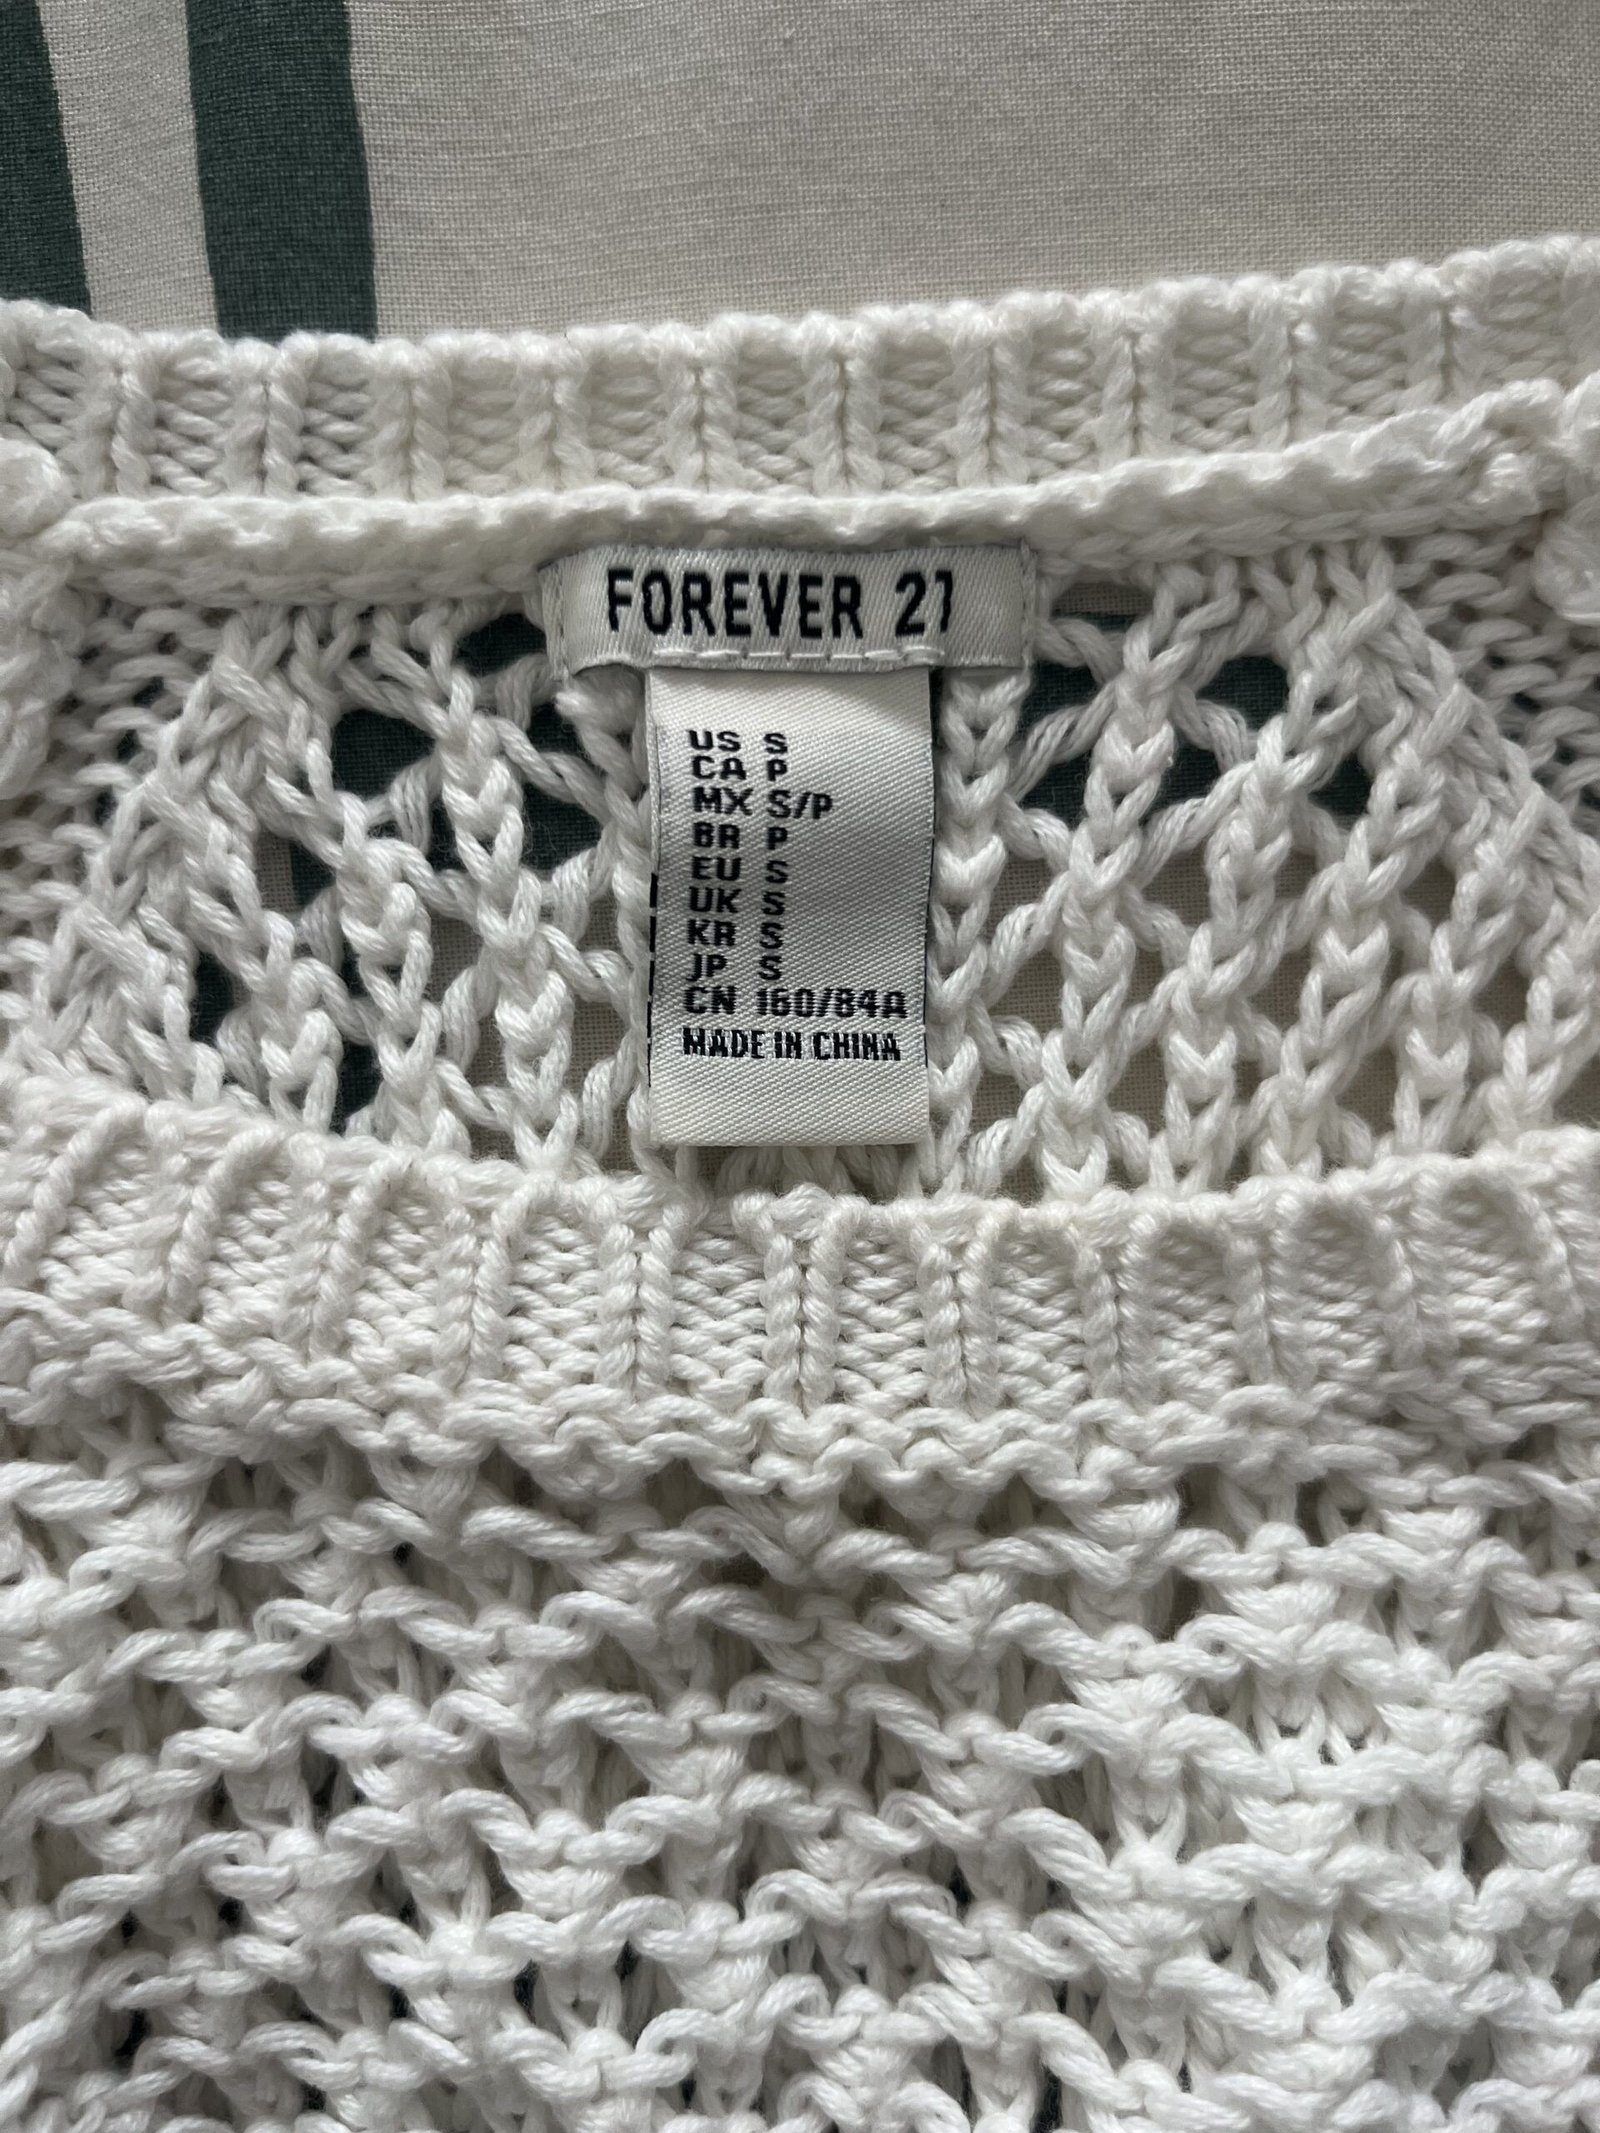 FOREVER 21
US S
CA P
MX S/P
BR P
EU S
UK S
KR S
JP S
CN 160/84A
MADE IN CHINA